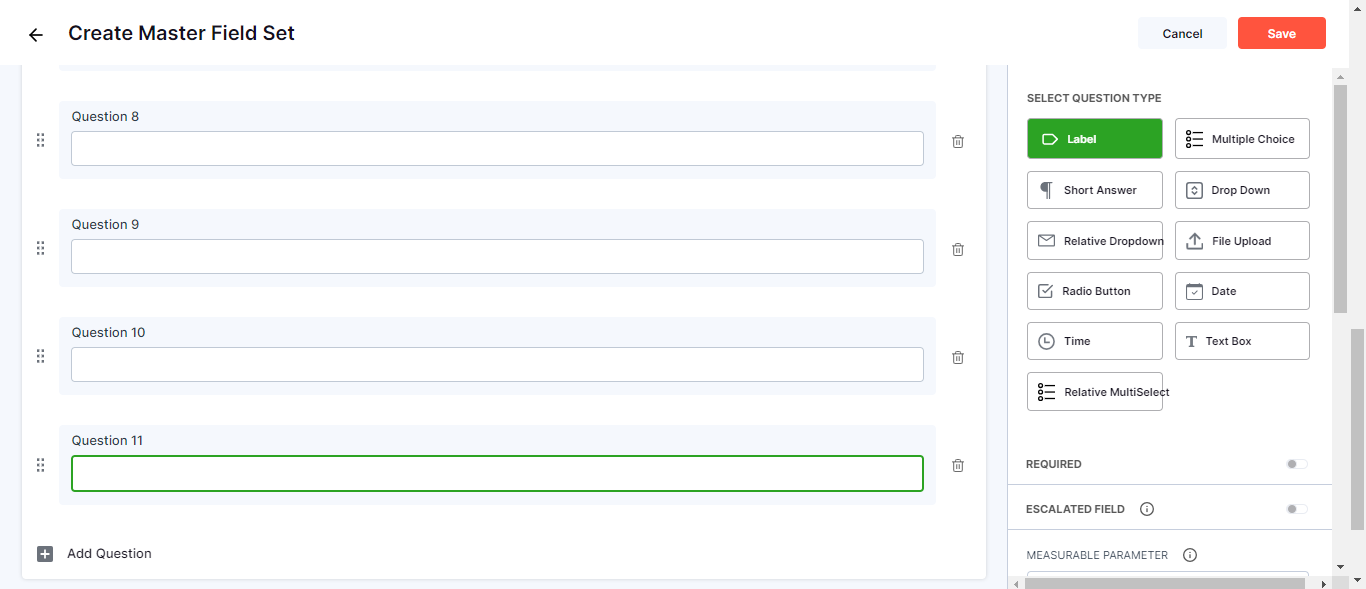 Create Master Field Set
Cancel
Save
Question 8
Question 9
Question 10
Question 11
Add Question
SELECT QUESTION TYPE
Label
Multiple Choice
Short Answer
Drop Down
Relative Dropdown
File Upload
Radio Button
Date
Time
Text Box
Relative MultiSelect
REQUIRED
ESCALATED FIELD
MEASURABLE PARAMETER